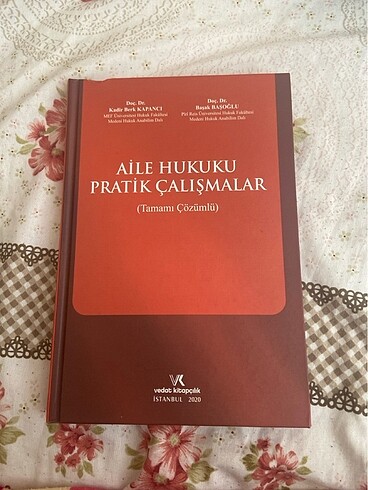 Doç. Dr.
Kadir Berk KAPANCI
MEF Üniversitesi Hukuk Fakültesi
Medeni Hukuk Anabilim Dalı
Doç. Dr.
Başak BAŞOĞLU
Piri Reis Üniversitesi Hukuk Fakültesi
Medeni Hukuk Anabilim Dalı
AİLE HUKUKU
PRATİK ÇALIŞMALAR
(Tamamı Çözümlü)
VK
vedat kitapçılık
İSTANBUL 2020